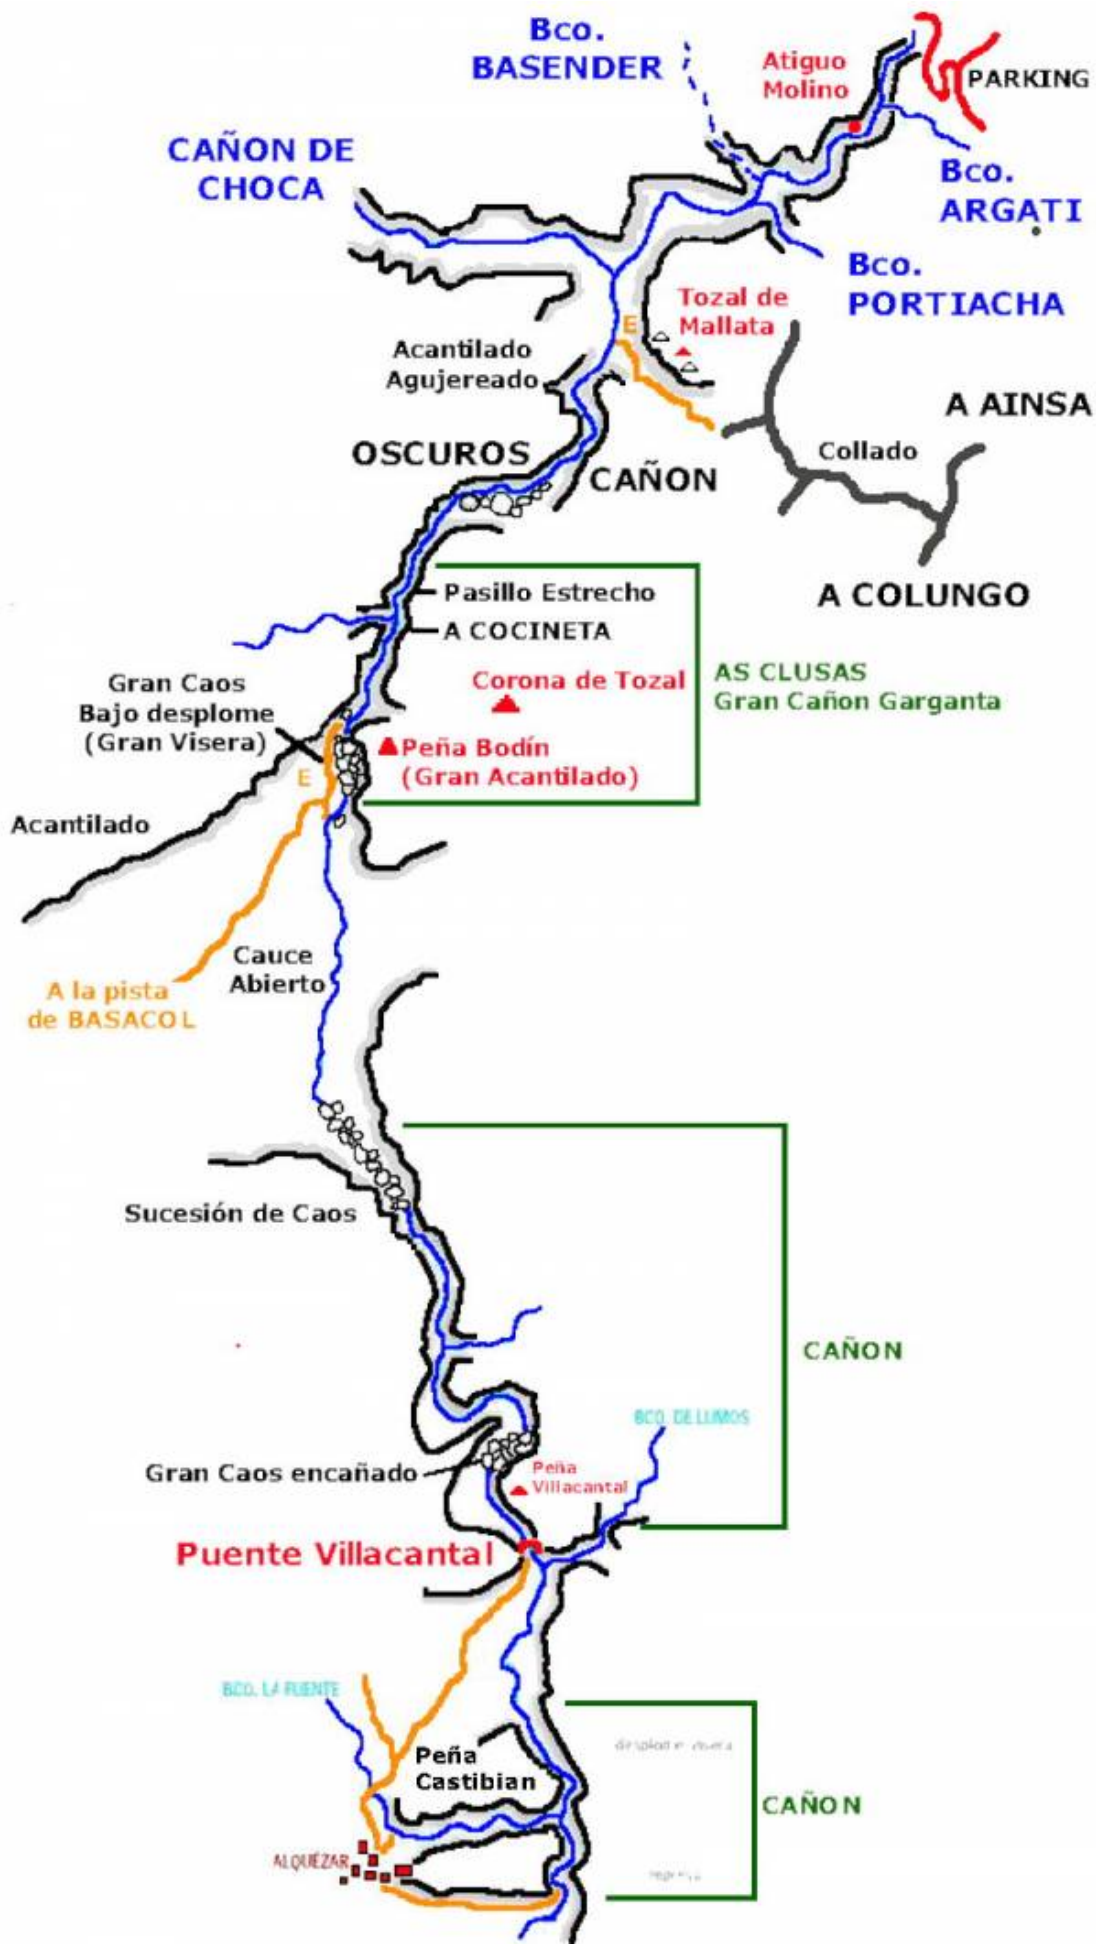 Bco.
BASENDER
Atiguo
Molino
PARKING
CAÑON DE
CHOCA
Bco.
ARGATI
Bco.
PORTIACHA
Tozal de
Mallata
E
Acantilado
Agujereado
A AINSA
OSCUROS
Collado
CAÑON
Pasillo Estrecho
A COLUNGO
A COCINETA
AS CLUSAS
Gran Cañon Garganta
Corona de Tozal
Gran Caos
Bajo desplome
(Gran Visera)
Peña Bodín
(Gran Acantilado)
E
Acantilado
Cauce
Abierto
A la pista
de BASACOL
Sucesión de Caos
CAÑON
BCO. DE LUMOS
Gran Caos encañado
Peña
Villacantal
Puente Villacantal
BCO. LA FUENTE
Peña
Castibian
CAÑON
ALQUÉZAR